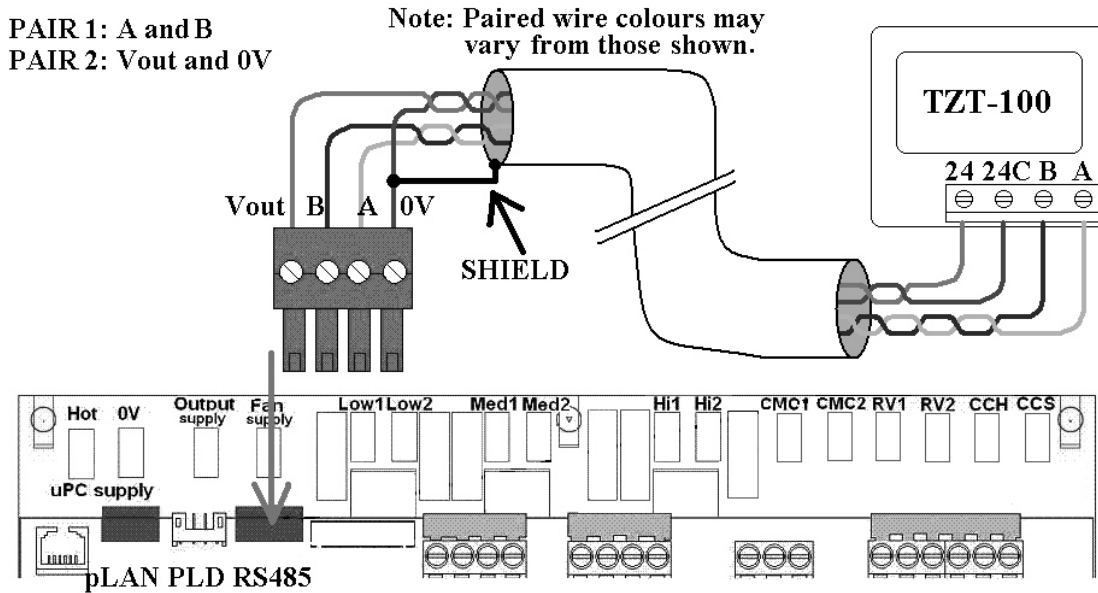 PAIR 1: A and B
PAIR 2: Vout and 0V
Note: Paired wire colours may
vary from those shown.
TZT-100
24 24C B A
Vout B A 0V
SHIELD
Hot 0V Output supply Fan supply Low1 Low2 Med1 Med2 Hi1 Hi2 CMC1 CMC2 RV1 RV2 CCH CCS
uPC supply
pLAN PLD RS485